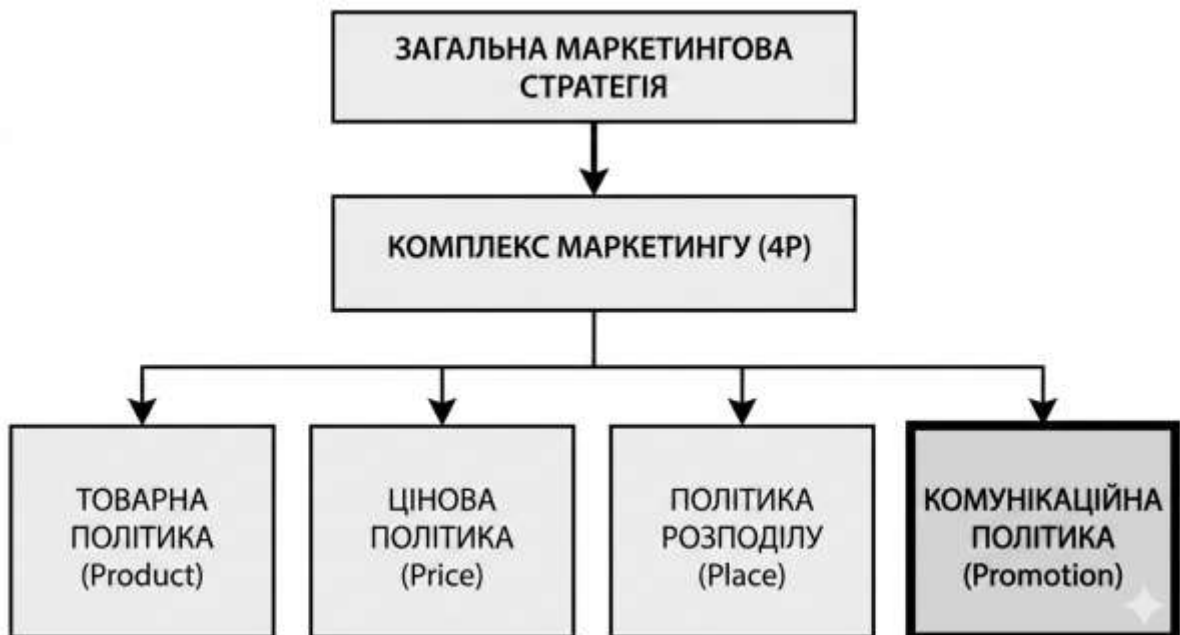 ЗАГАЛЬНА МАРКЕТИНГОВА
СТРАТЕГІЯ
КОМПЛЕКС МАРКЕТИНГУ (4P)
ТОВАРНА
ПОЛІТИКА
(Product)
ЦІНОВА
ПОЛІТИКА
(Price)
ПОЛІТИКА
РОЗПОДІЛУ
(Place)
КОМУНІКАЦІЙНА
ПОЛІТИКА
(Promotion)